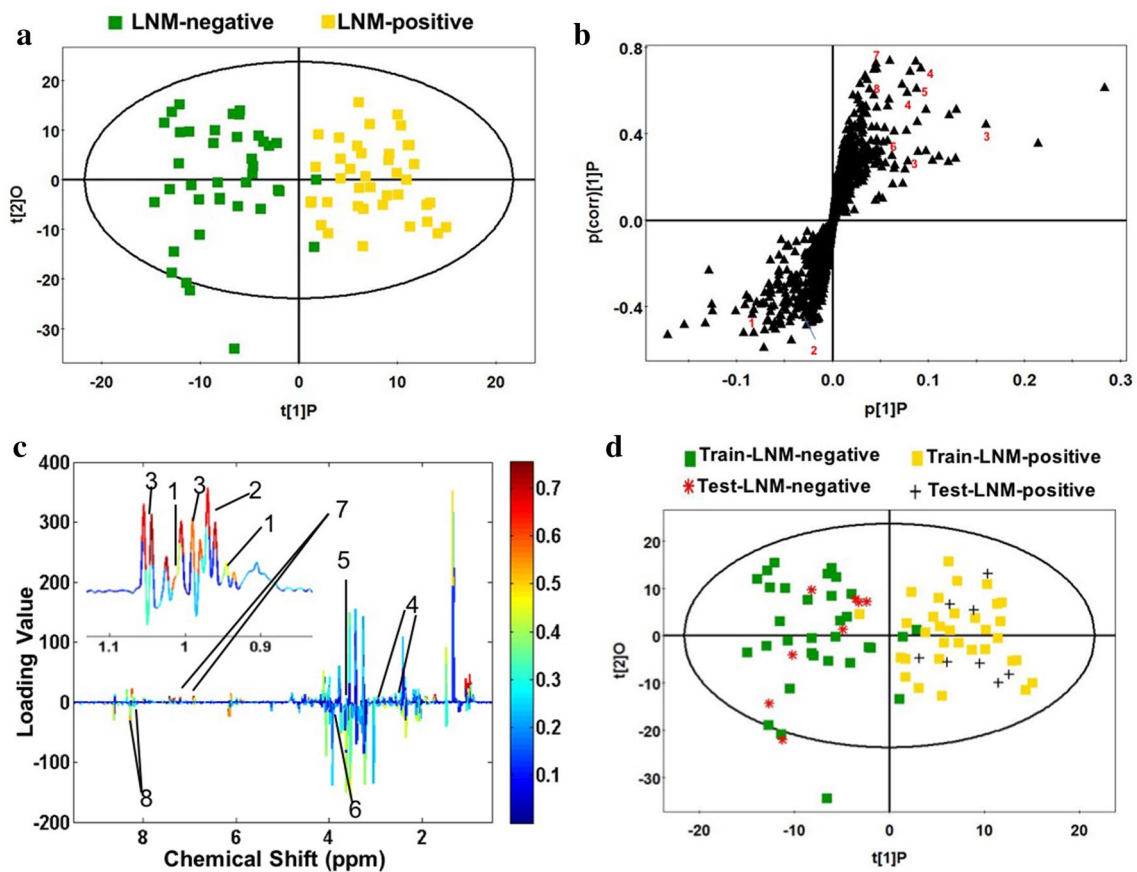 a
LNM-negative LNM-positive
20
10
0
-10
-20
-30
t[2]O
-20 -10 0 10 20
t[1]P
b
0.8
0.4
0.0
-0.4
p(corr)[1]P
7
4
8
5
4
3
6
3
1
2
-0.1 0.0 0.1 0.2 0.3
p[1]P
c
400
300
200
100
0
-100
-200
Loading Value
3 1 3 2 1
1.1 1 0.9
7
5
4
8
6
8 6 4 2
Chemical Shift (ppm)
0.7
0.6
0.5
0.4
0.3
0.2
0.1
d
Train-LNM-negative Train-LNM-positive
Test-LNM-negative Test-LNM-positive
20
10
0
-10
-20
-30
t[2]O
-20 -10 0 10 20
t[1]P